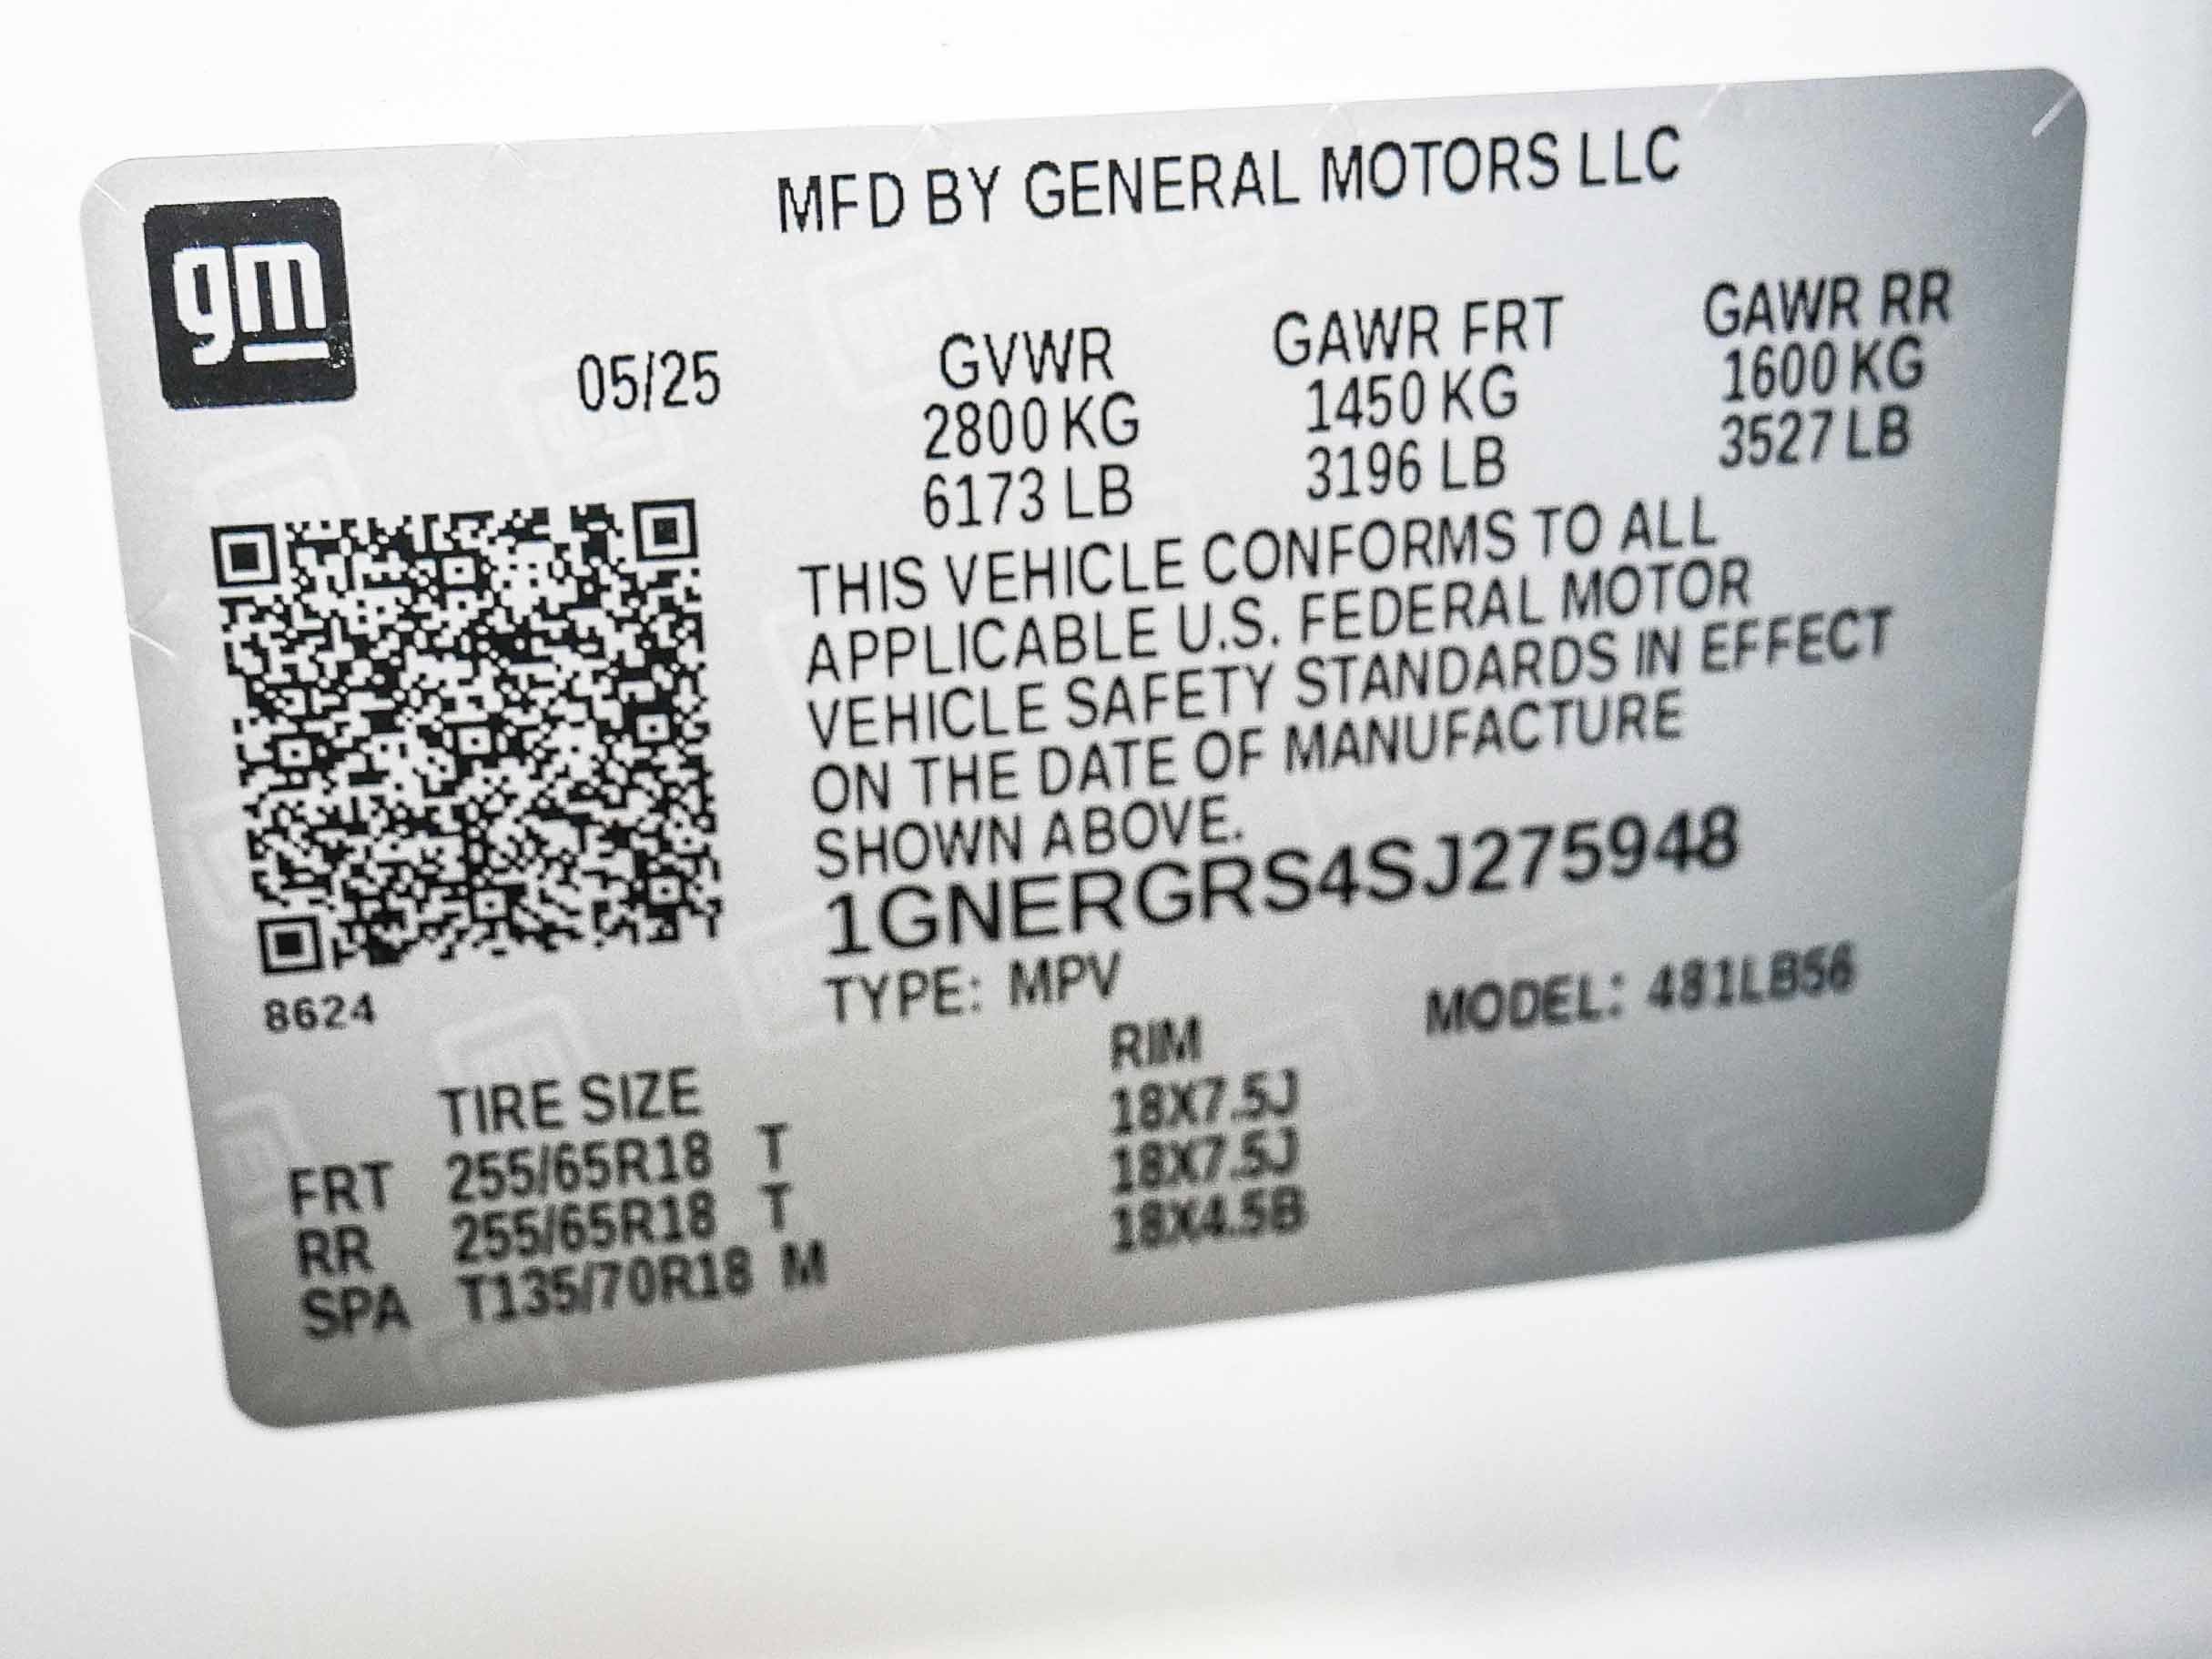 gm
MFD BY GENERAL MOTORS LLC
05/25
GVWR GAWR FRT GAWR RR
2800 KG 1450 KG 1600 KG
6173 LB 3196 LB 3527 LB
THIS VEHICLE CONFORMS TO ALL
APPLICABLE U.S. FEDERAL MOTOR
VEHICLE SAFETY STANDARDS IN EFFECT
ON THE DATE OF MANUFACTURE
SHOWN ABOVE.
1GNERGRS4SJ275948
8624
TYPE: MPV MODEL: 481LB56
TIRE SIZE RIM
FRT 255/65R18 T 18X7.5J
RR 255/65R18 T 18X7.5J
SPA T135/70R18 M 18X4.5B